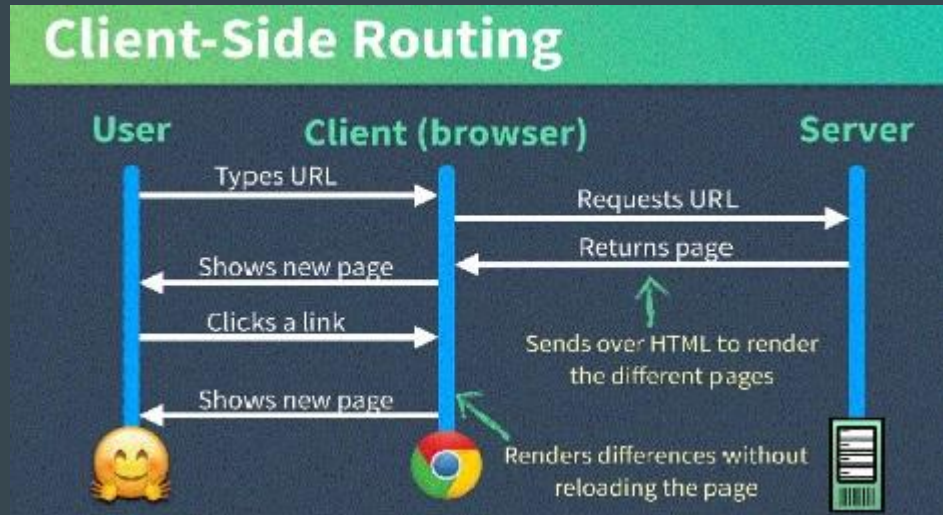 Client-Side Routing
User
Client (browser)
Server
Types URL
Requests URL
Returns page
Shows new page
Clicks a link
Sends over HTML to render
the different pages
Shows new page
Renders differences without
reloading the page